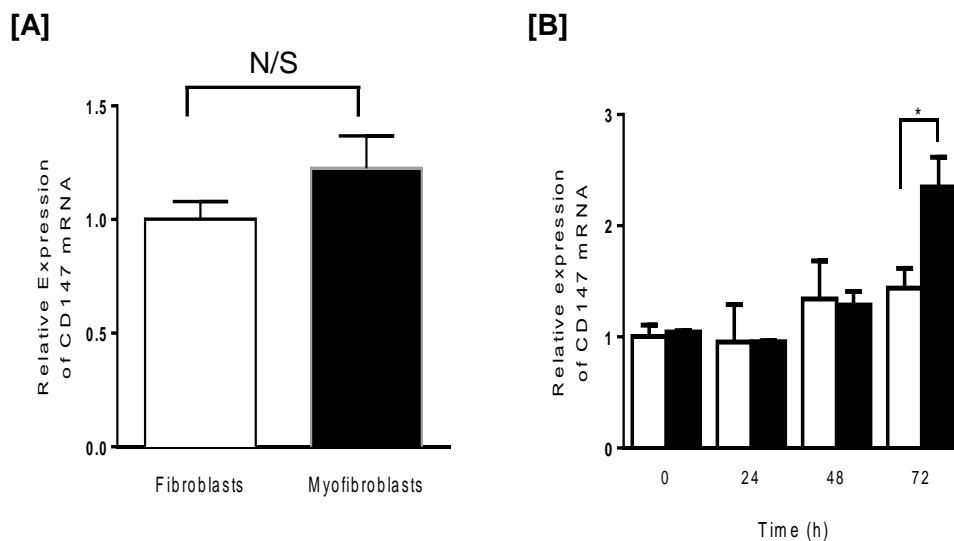 [A]
N/S
1.5
1.0
0.5
0.0
Relative Expression
of CD147 mRNA
Fibroblasts Myofibroblasts
[B]
*
3
2
1
0
Relative expression
of CD147 mRNA
0 24 48 72
Time (h)